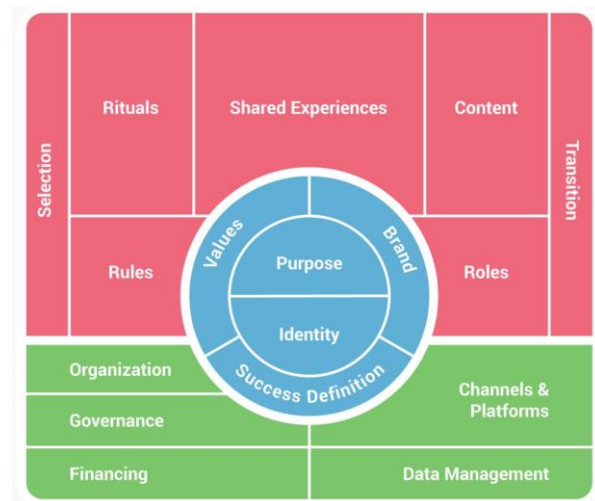 Selection
Rituals
Shared Experiences
Content
Transition
Rules
Values
Brand
Purpose
Roles
Identity
Success Definition
Organization
Governance
Financing
Channels &
Platforms
Data Management